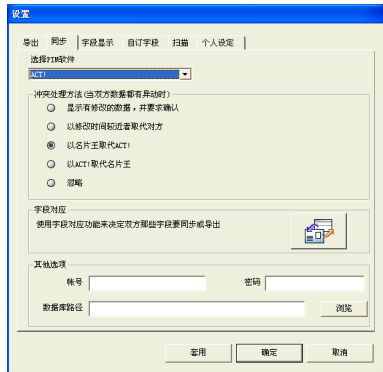 设置
导出 同步 字段显示 自订字段 扫描 个人设定
选择PIM软件
ACT!
冲突处理方法(当双方数据都有异动时)
显示有修改的数据，并要求确认
以修改时间较近者取代对方
以名片王取代ACT!
以ACT!取代名片王
忽略
字段对应
使用字段对应功能来决定双方那些字段要同步或导出
其他选项
帐号 密码
数据库路径 浏览
套用 确定 取消